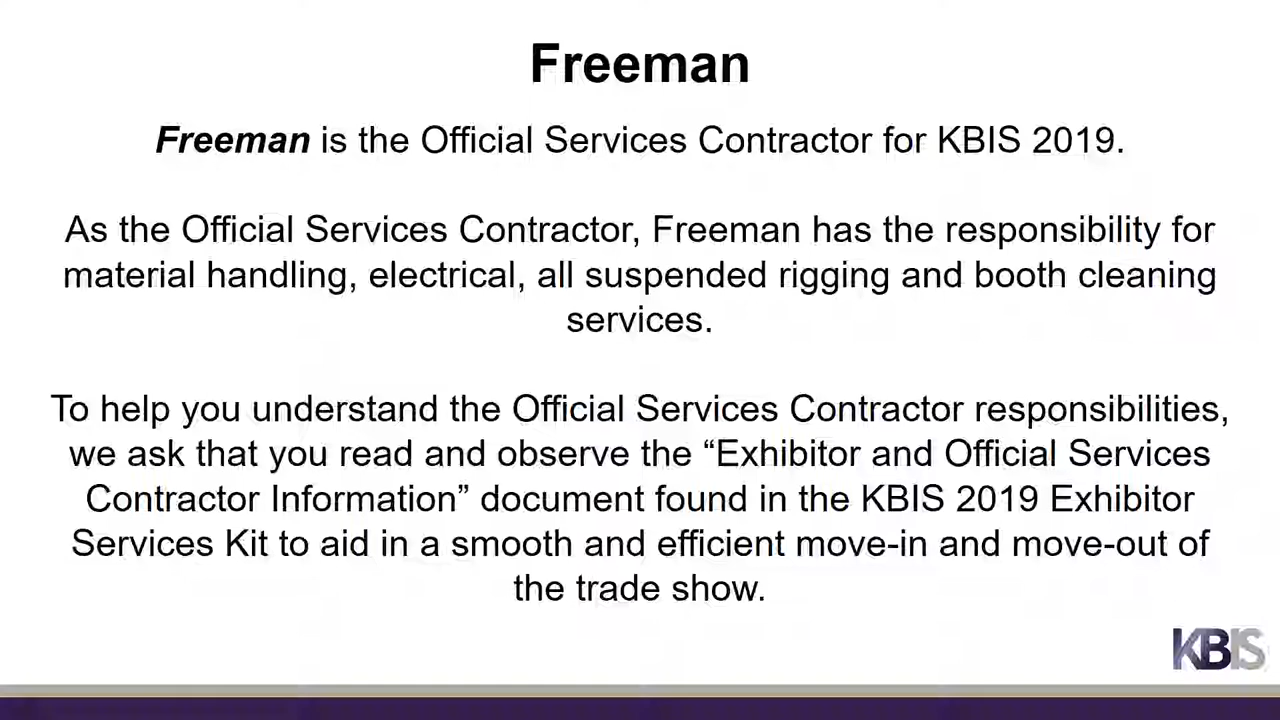 Freeman
Freeman is the Official Services Contractor for KBIS 2019.
As the Official Services Contractor, Freeman has the responsibility for
material handling, electrical, all suspended rigging and booth cleaning
services.
To help you understand the Official Services Contractor responsibilities,
we ask that you read and observe the “Exhibitor and Official Services
Contractor Information” document found in the KBIS 2019 Exhibitor
Services Kit to aid in a smooth and efficient move-in and move-out of
the trade show.
KBIS